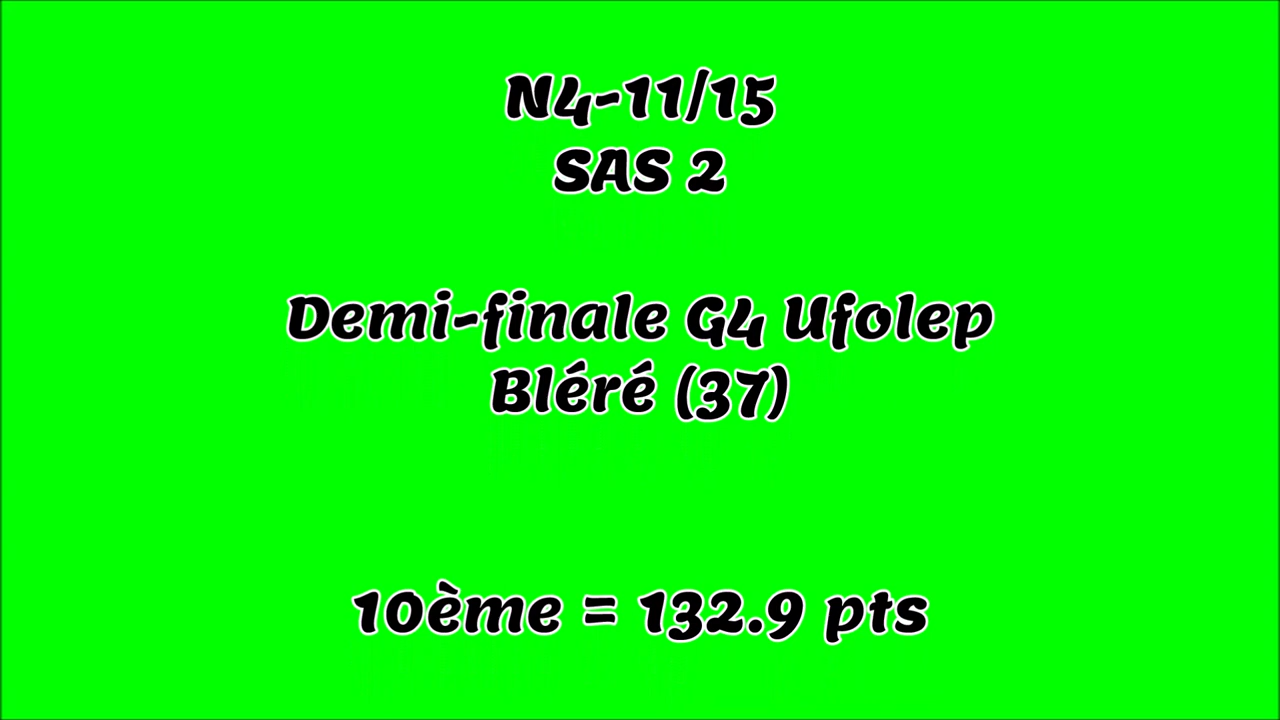 N4-11/15
SAS 2
Demi-finale G4 Ufolep
Bléré (37)
10ème = 132.9 pts